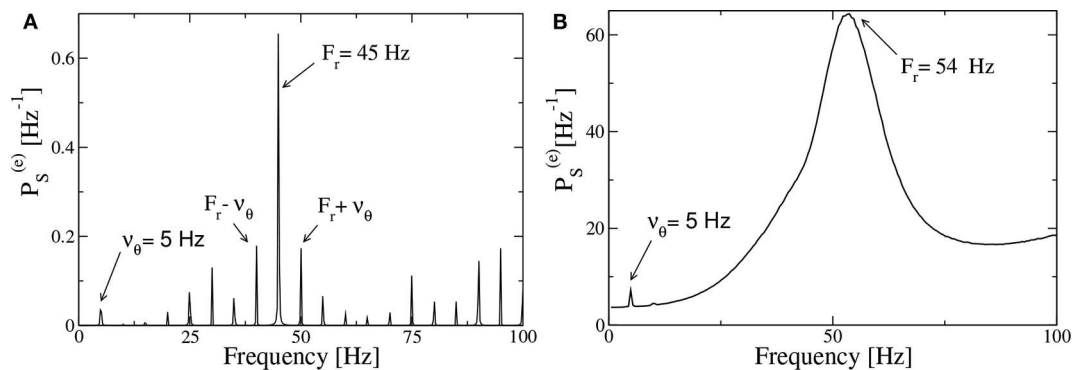 A
P_S^(e) [Hz^-1]
0.6
0.4
0.2
0
F_r = 45 Hz
F_r - ν_θ
F_r + ν_θ
ν_θ = 5 Hz
0 25 50 75 100
Frequency [Hz]
B
P_S^(e) [Hz^-1]
60
40
20
0
F_r = 54 Hz
ν_θ = 5 Hz
0 50 100
Frequency [Hz]